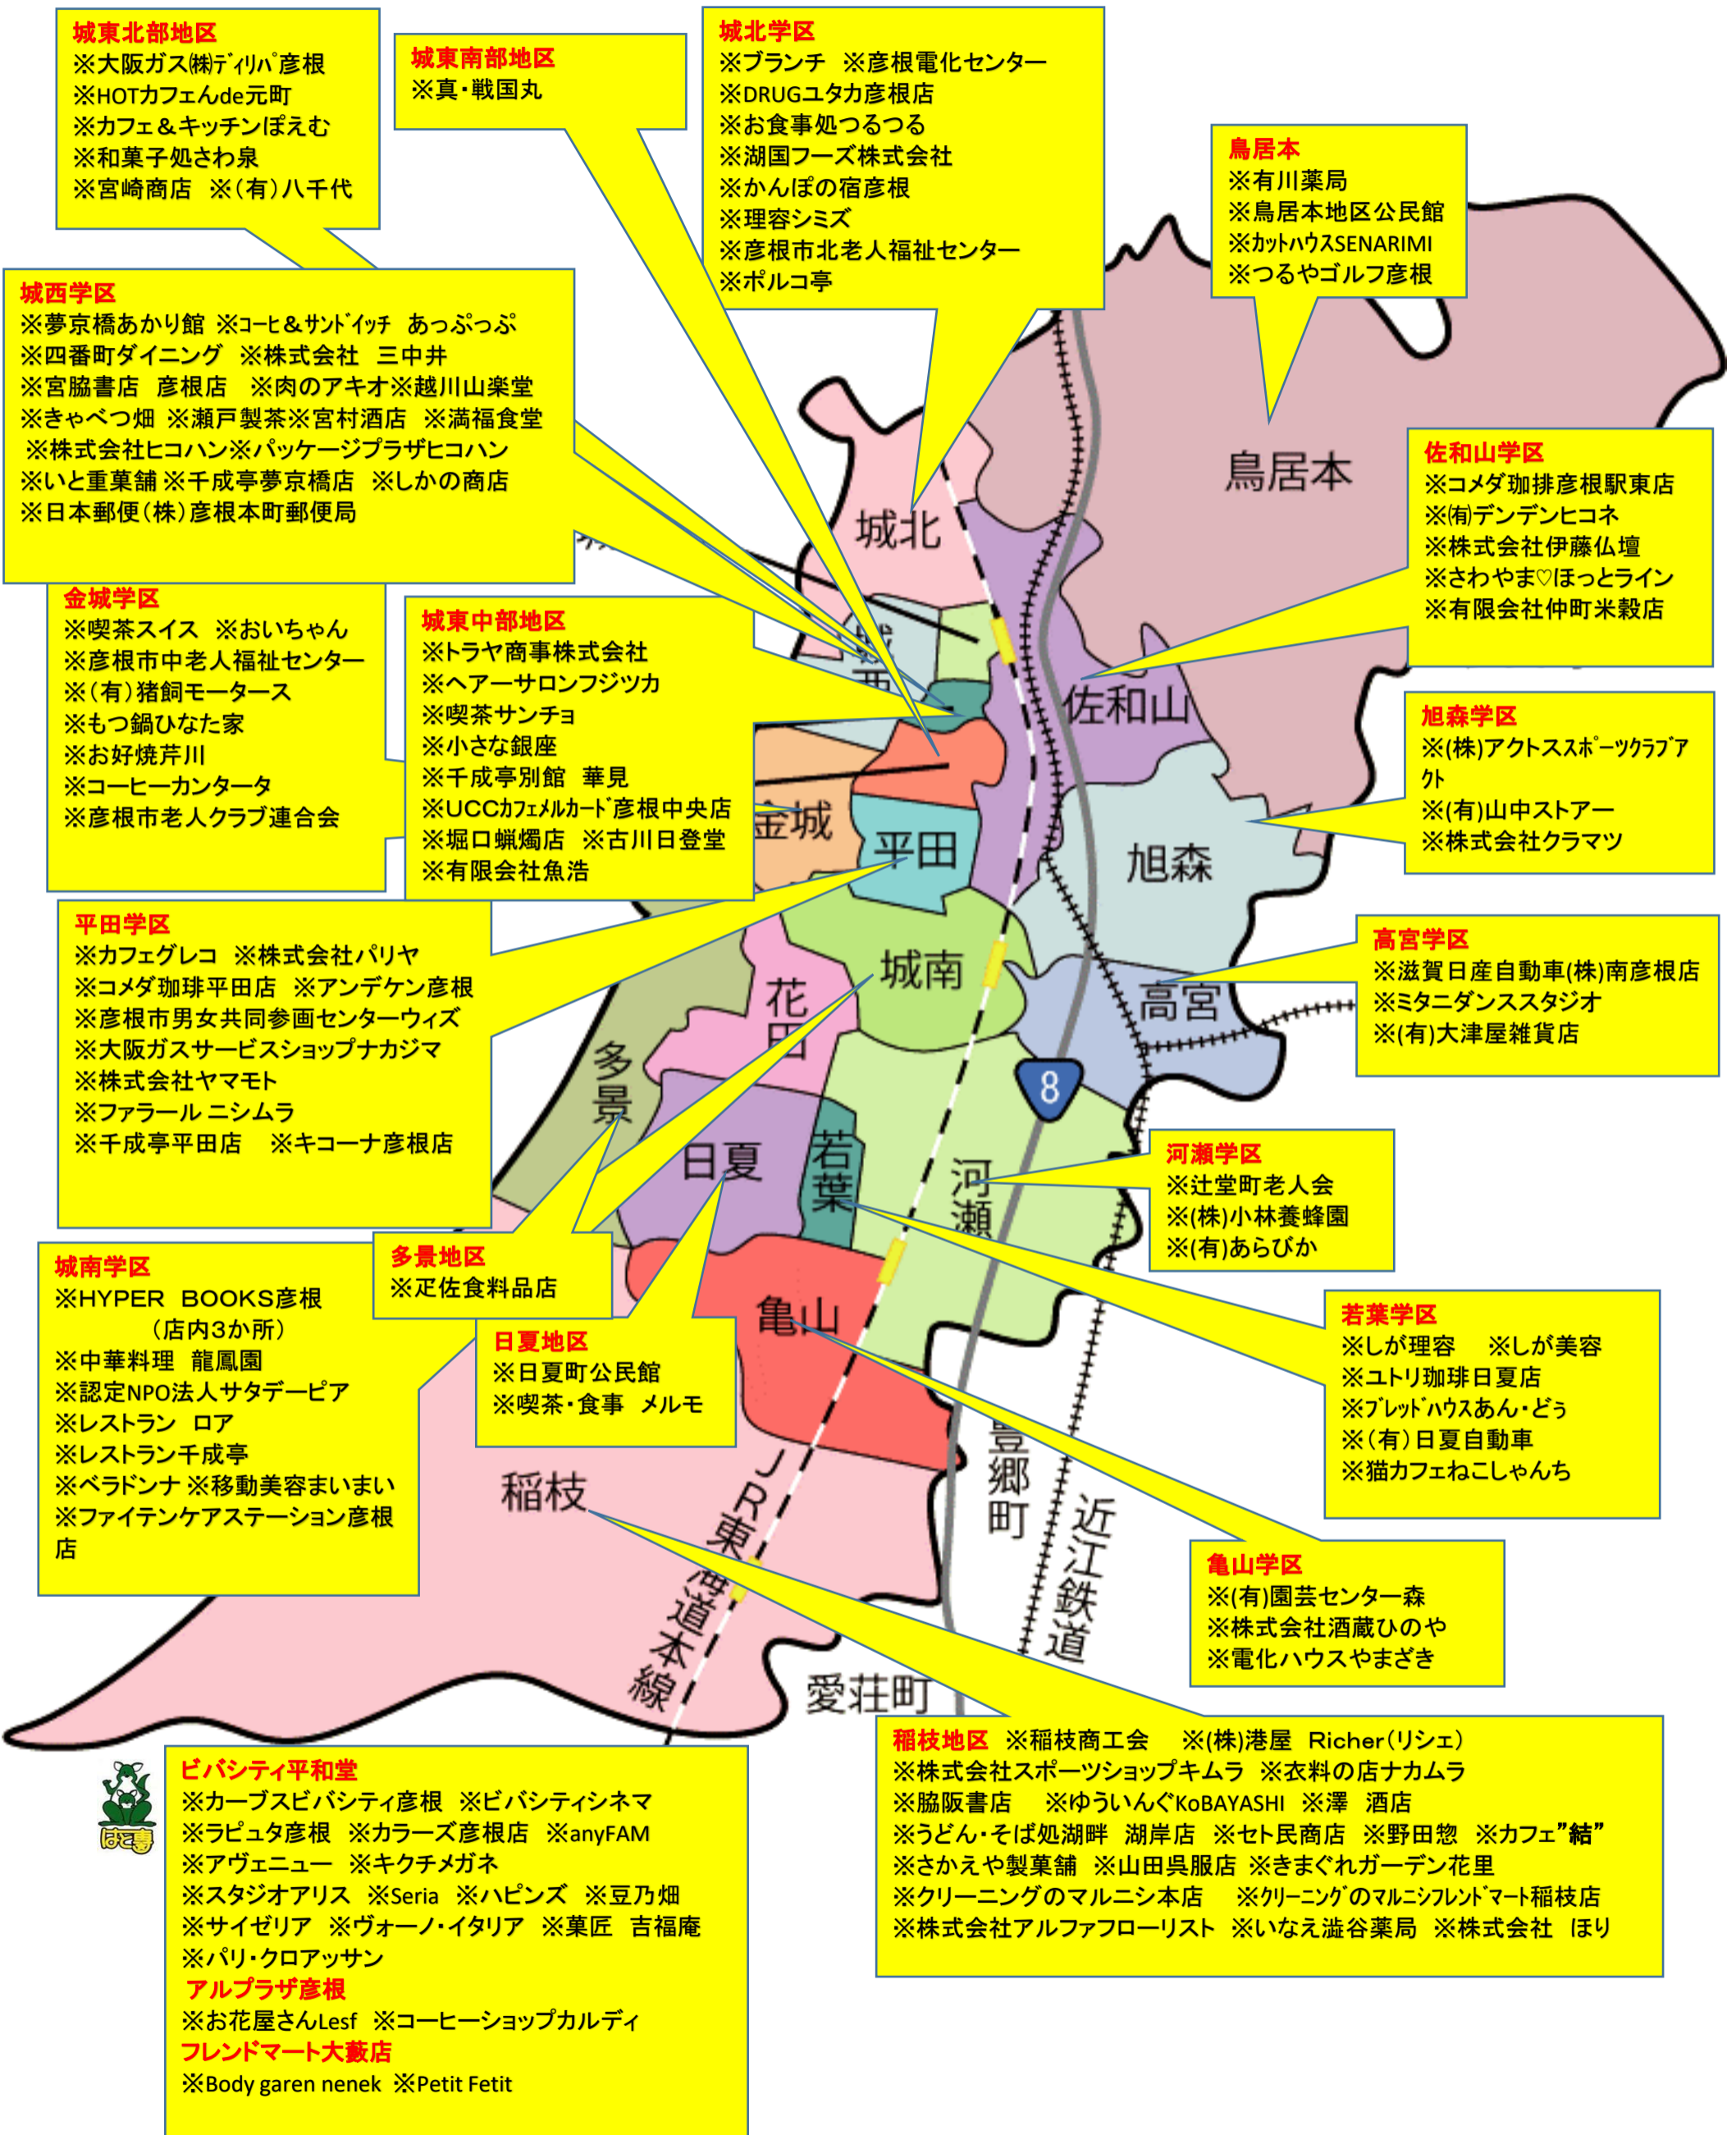 城東北部地区
※大阪ガス㈱ﾃﾞｨﾘﾊﾟ彦根
※HOTカフェんde元町
※カフェ＆キッチンぽえむ
※和菓子処さわ泉
※宮崎商店　※（有）八千代
城東南部地区
※真・戦国丸
城北学区
※ブランチ　※彦根電化センター
※DRUGユタカ彦根店
※お食事処つるつる
※湖国フーズ株式会社
※かんぽの宿彦根
※理容シミズ
※彦根市北老人福祉センター
※ポルコ亭
鳥居本
※有川薬局
※鳥居本地区公民館
※ｶｯﾄﾊｳｽSENARIMI
※つるやゴルフ彦根
城西学区
※夢京橋あかり館 ※ｺｰﾋ&ｻﾝﾄﾞｲｯﾁ　あっぷっぷ
※四番町ダイニング　※株式会社　三中井
※宮脇書店　彦根店　※肉のアキオ※越川山楽堂
※きゃべつ畑 ※瀬戸製茶※宮村酒店　※満福食堂
※株式会社ヒコハン※パッケージプラザヒコハン
※いと重菓舗 ※千成亭夢京橋店　※しかの商店
※日本郵便（株）彦根本町郵便局
佐和山学区
※コメダ珈排彦根駅東店
※㈲デンデンヒコネ
※株式会社伊藤仏壇
※さわやま♡ほっとライン
※有限会社仲町米穀店
金城学区
※喫茶スイス　※おいちゃん
※彦根市中老人福祉センター
※（有）猪飼モータース
※もつ鍋ひなた家
※お好焼芹川
※コーヒーカンタータ
※彦根市老人クラブ連合会
城東中部地区
※トラヤ商事株式会社
※ヘアーサロンフジツカ
※喫茶サンチョ
※小さな銀座
※千成亭別館　華見
※UCCｶﾌｪﾒﾙｶｰﾄﾞ彦根中央店
※堀口蝋燭店　※古川日登堂
※有限会社魚浩
旭森学区
※(株)アクトススポｰツクラブア
クト
※(有)山中ストアー
※株式会社クラマツ
平田学区
※カフェグレコ　※株式会社パリヤ
※コメダ珈琲平田店　※アンデケン彦根
※彦根市男女共同参画センターウィズ
※大阪ガスサービスショップナカジマ
※株式会社ヤマモト
※ファラール ニシムラ
※千成亭平田店　※キコーナ彦根店
高宮学区
※滋賀日産自動車(株)南彦根店
※ミタニダンススタジオ
※(有)大津屋雑貨店
河瀬学区
※辻堂町老人会
※(株)小林養蜂園
※(有)あらびか
城南学区
※HYPER　BOOKS彦根
（店内3か所）
※中華料理　龍鳳園
※認定NPO法人サタデーピア
※レストラン　ロア
※レストラン千成亭
※ベラドンナ ※移動美容まいまい
※ファイテンケアステーション彦根
店
多景地区
※疋佐食料品店
日夏地区
※日夏町公民館
※喫茶・食事　メルモ
若葉学区
※しが理容　※しが美容
※ユトリ珈琲日夏店
※ﾌﾞﾚｯﾄﾞﾊｳｽあん・どぅ
※（有）日夏自動車
※猫カフェねこしゃんち
亀山学区
※(有)園芸センター森
※株式会社酒蔵ひのや
※電化ハウスやまざき
稲枝地区　※稲枝商工会　※(株)港屋　Richer（リシェ）
※株式会社スポーツショップキムラ　※衣料の店ナカムラ
※脇阪書店　※ゆういんぐKoBAYASHI　※澤　酒店
※うどん・そば処湖畔　湖岸店　※セト民商店　※野田惣　※カフェ”結”
※さかえや製菓舗　※山田呉服店　※きまぐれガーデン花里
※クリーニングのマルニシ本店　※ｸﾘｰﾆﾝｸﾞのﾏﾙﾆｼﾌﾚﾝﾄﾞﾏｰﾄ稲枝店
※株式会社アルファフローリスト　※いなえ澁谷薬局　※株式会社　ほり
ビバシティ平和堂
※カーブスビバシティ彦根　※ビバシティシネマ
※ラピュタ彦根　※カラーズ彦根店　※anyFAM
※アヴェニュー　※キクチメガネ
※スタジオアリス　※Seria　※ハピンズ　※豆乃畑
※サイゼリア　※ヴォーノ・イタリア　※菓匠　吉福庵
※パリ・クロアッサン
アルプラザ彦根
※お花屋さんLesf　※コーヒーショップカルディ
フレンドマート大藪店
※Body garen nenek　※Petit Fetit
鳥居本
城北
佐和山
金城
平田
旭森
城南
花田
高宮
多景
8
日夏
若葉
河瀬
亀山
稲枝
豊郷町
近江鉄道
JR東海道本線
愛荘町